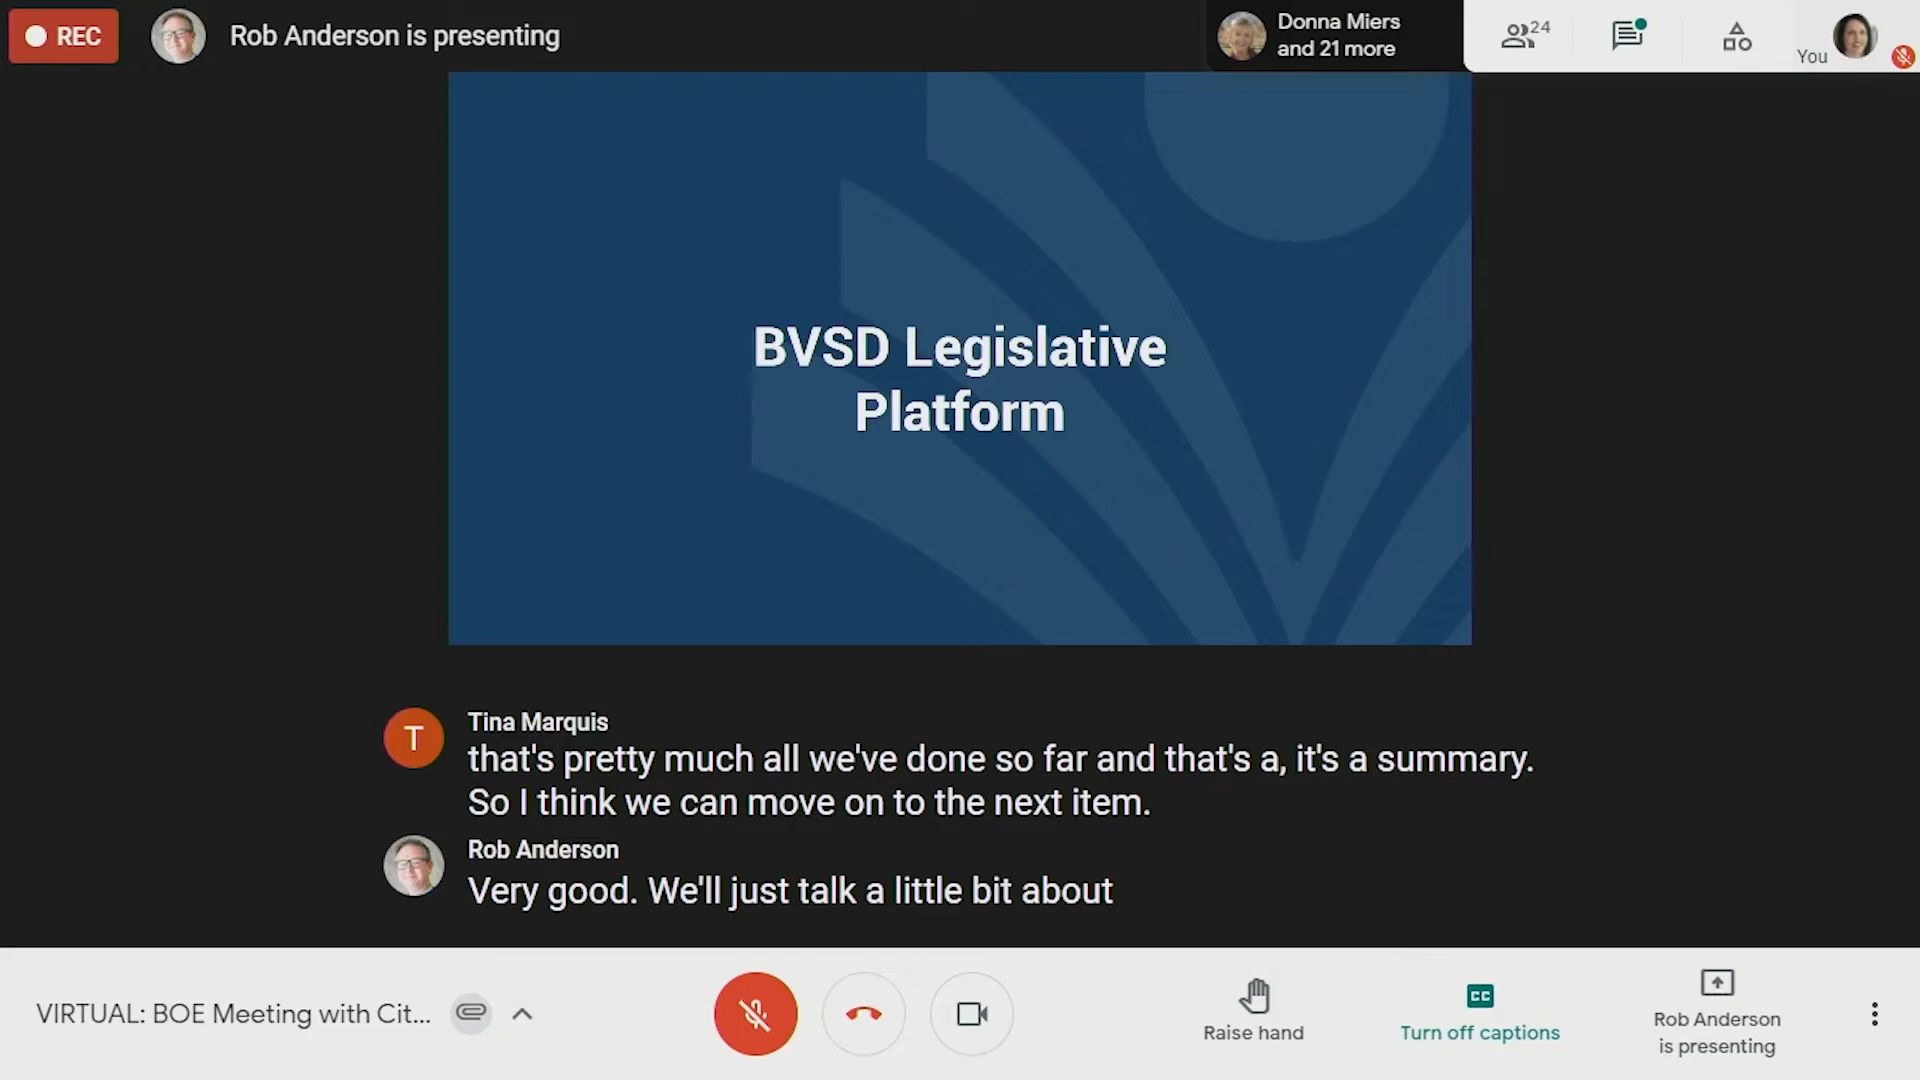 REC
Rob Anderson is presenting
Donna Miers
and 21 more
24
You
BVSD Legislative
Platform
T
Tina Marquis
that's pretty much all we've done so far and that's a, it's a summary.
So I think we can move on to the next item.
Rob Anderson
Very good. We'll just talk a little bit about
VIRTUAL: BOE Meeting with Cit...
Raise hand
CC
Turn off captions
Rob Anderson
is presenting